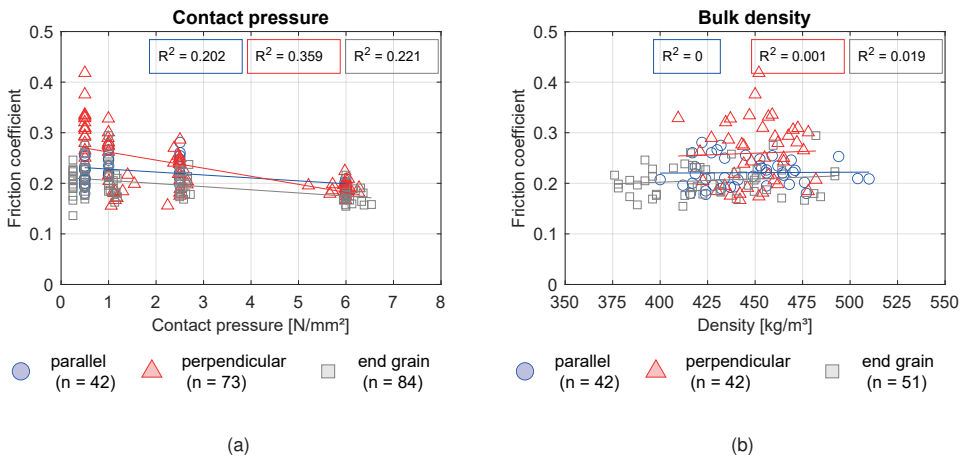 Contact pressure
R² = 0.202 R² = 0.359 R² = 0.221
0.5
0.4
0.3
0.2
0.1
0
Friction coefficient
0 1 2 3 4 5 6 7 8
Contact pressure [N/mm²]
parallel perpendicular end grain
(n = 42) (n = 73) (n = 84)
(a)
Bulk density
R² = 0 R² = 0.001 R² = 0.019
0.5
0.4
0.3
0.2
0.1
0
Friction coefficient
350 375 400 425 450 475 500 525 550
Density [kg/m³]
parallel perpendicular end grain
(n = 42) (n = 42) (n = 51)
(b)